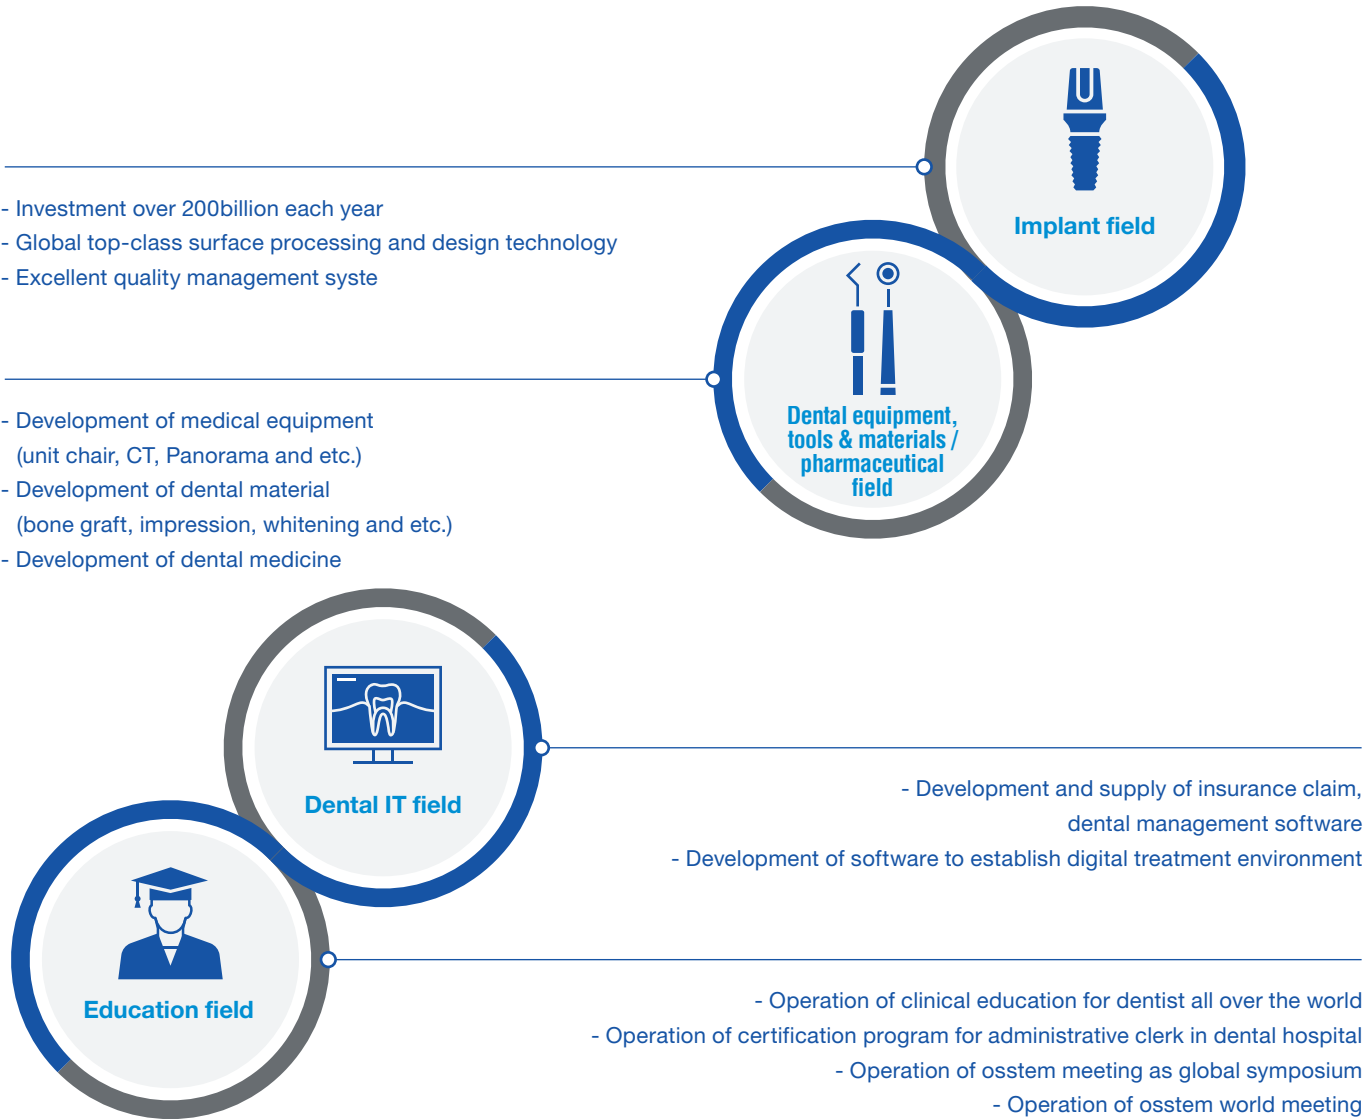 Implant field
- Investment over 200billion each year
- Global top-class surface processing and design technology
- Excellent quality management syste
Dental equipment,
tools & materials /
pharmaceutical
field
- Development of medical equipment
(unit chair, CT, Panorama and etc.)
- Development of dental material
(bone graft, impression, whitening and etc.)
- Development of dental medicine
Dental IT field
- Development and supply of insurance claim,
dental management software
- Development of software to establish digital treatment environment
Education field
- Operation of clinical education for dentist all over the world
- Operation of certification program for administrative clerk in dental hospital
- Operation of osstem meeting as global symposium
- Operation of osstem world meeting